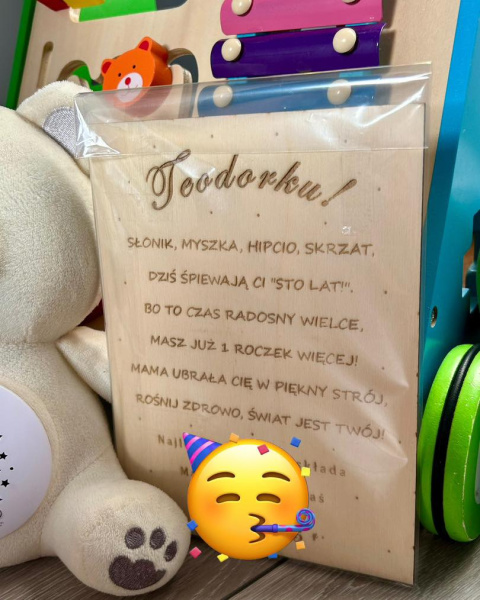 Teodorku!
SŁONIK, MYSZKA, HIPCIO, SKRZAT,
DZIŚ ŚPIEWAJĄ CI "STO LAT!".
BO TO CZAS RADOSNY WIELCE,
MASZ JUŻ 1 ROCZEK WIĘCEJ!
MAMA UBRAŁA CIĘ W PIĘKNY STRÓJ,
ROŚNIJ ZDROWO, ŚWIAT JEST TWÓJ!